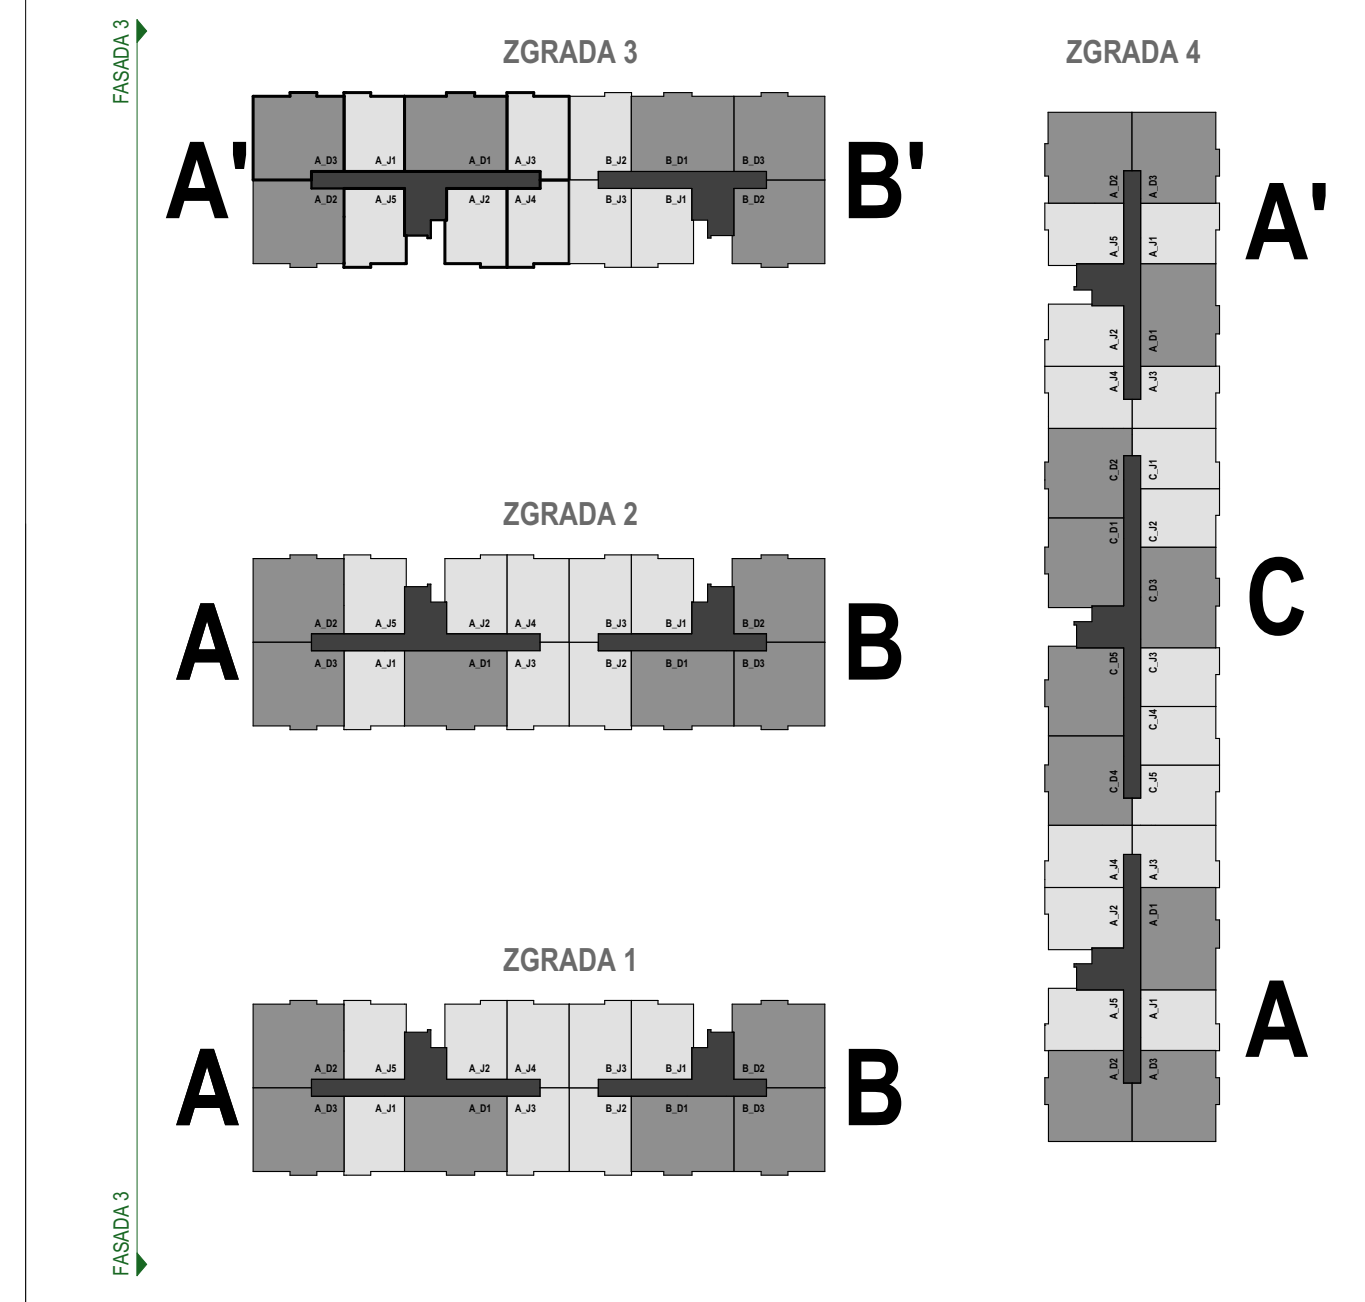 FASADA 3
ZGRADA 3
A'
A_D3 A_J1 A_D1 A_J3 B_J2 B_D1 B_D3
A_D2 A_J5 A_J2 A_J4 B_J3 B_J1 B_D2
B'
ZGRADA 2
A
A_D2 A_J5 A_J2 A_J4 B_J3 B_J1 B_D2
A_D3 A_J1 A_D1 A_J3 B_J2 B_D1 B_D3
B
ZGRADA 1
A
A_D2 A_J5 A_J2 A_J4 B_J3 B_J1 B_D2
A_D3 A_J1 A_D1 A_J3 B_J2 B_D1 B_D3
B
FASADA 3
ZGRADA 4
A_D2 A_D3
A'
A_J5 A_J1
A_J2 A_D1
A_J4 A_J3
C_D2 C_J1
C_D1 C_J2
C_D3
C
C_D5 C_J3
C_J4
C_D4 C_J5
A_J4 A_J3
A_J2 A_D1
A
A_J5 A_J1
A_D2 A_D3